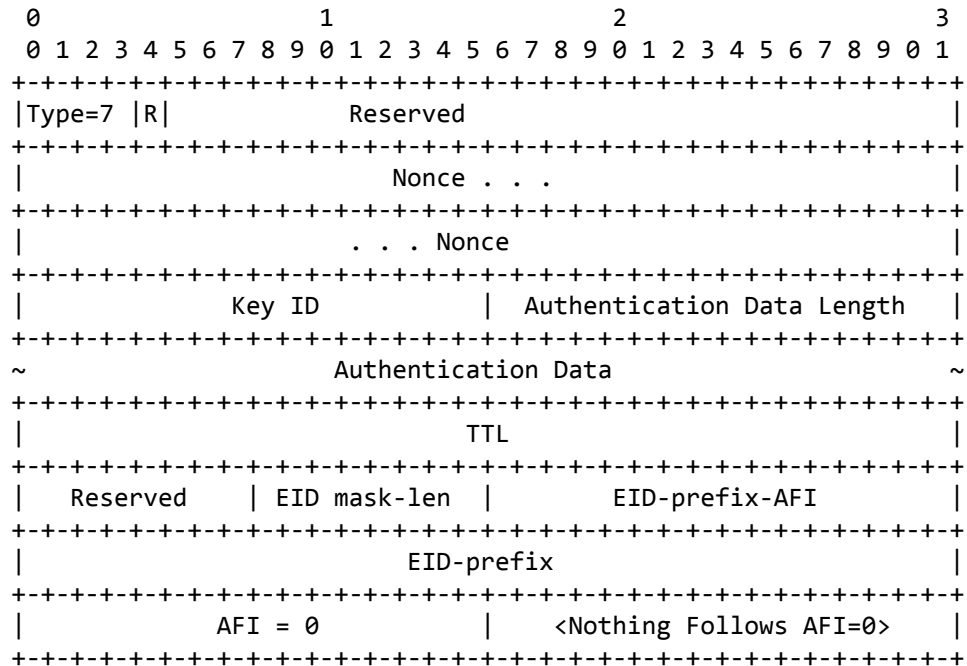 0                   1                   2                   3
0 1 2 3 4 5 6 7 8 9 0 1 2 3 4 5 6 7 8 9 0 1 2 3 4 5 6 7 8 9 0 1
+-+-+-+-+-+-+-+-+-+-+-+-+-+-+-+-+-+-+-+-+-+-+-+-+-+-+-+-+-+-+-+-+
|Type=7 |R|            Reserved                                 |
+-+-+-+-+-+-+-+-+-+-+-+-+-+-+-+-+-+-+-+-+-+-+-+-+-+-+-+-+-+-+-+-+
|                         Nonce . . .                           |
+-+-+-+-+-+-+-+-+-+-+-+-+-+-+-+-+-+-+-+-+-+-+-+-+-+-+-+-+-+-+-+-+
|                      . . . Nonce                              |
+-+-+-+-+-+-+-+-+-+-+-+-+-+-+-+-+-+-+-+-+-+-+-+-+-+-+-+-+-+-+-+-+
|              Key ID           |  Authentication Data Length   |
+-+-+-+-+-+-+-+-+-+-+-+-+-+-+-+-+-+-+-+-+-+-+-+-+-+-+-+-+-+-+-+-+
~                     Authentication Data                       ~
+-+-+-+-+-+-+-+-+-+-+-+-+-+-+-+-+-+-+-+-+-+-+-+-+-+-+-+-+-+-+-+-+
|                              TTL                              |
+-+-+-+-+-+-+-+-+-+-+-+-+-+-+-+-+-+-+-+-+-+-+-+-+-+-+-+-+-+-+-+-+
|   Reserved    | EID mask-len  |        EID-prefix-AFI         |
+-+-+-+-+-+-+-+-+-+-+-+-+-+-+-+-+-+-+-+-+-+-+-+-+-+-+-+-+-+-+-+-+
|                          EID-prefix                           |
+-+-+-+-+-+-+-+-+-+-+-+-+-+-+-+-+-+-+-+-+-+-+-+-+-+-+-+-+-+-+-+-+
|             AFI = 0           |    <Nothing Follows AFI=0>    |
+-+-+-+-+-+-+-+-+-+-+-+-+-+-+-+-+-+-+-+-+-+-+-+-+-+-+-+-+-+-+-+-+